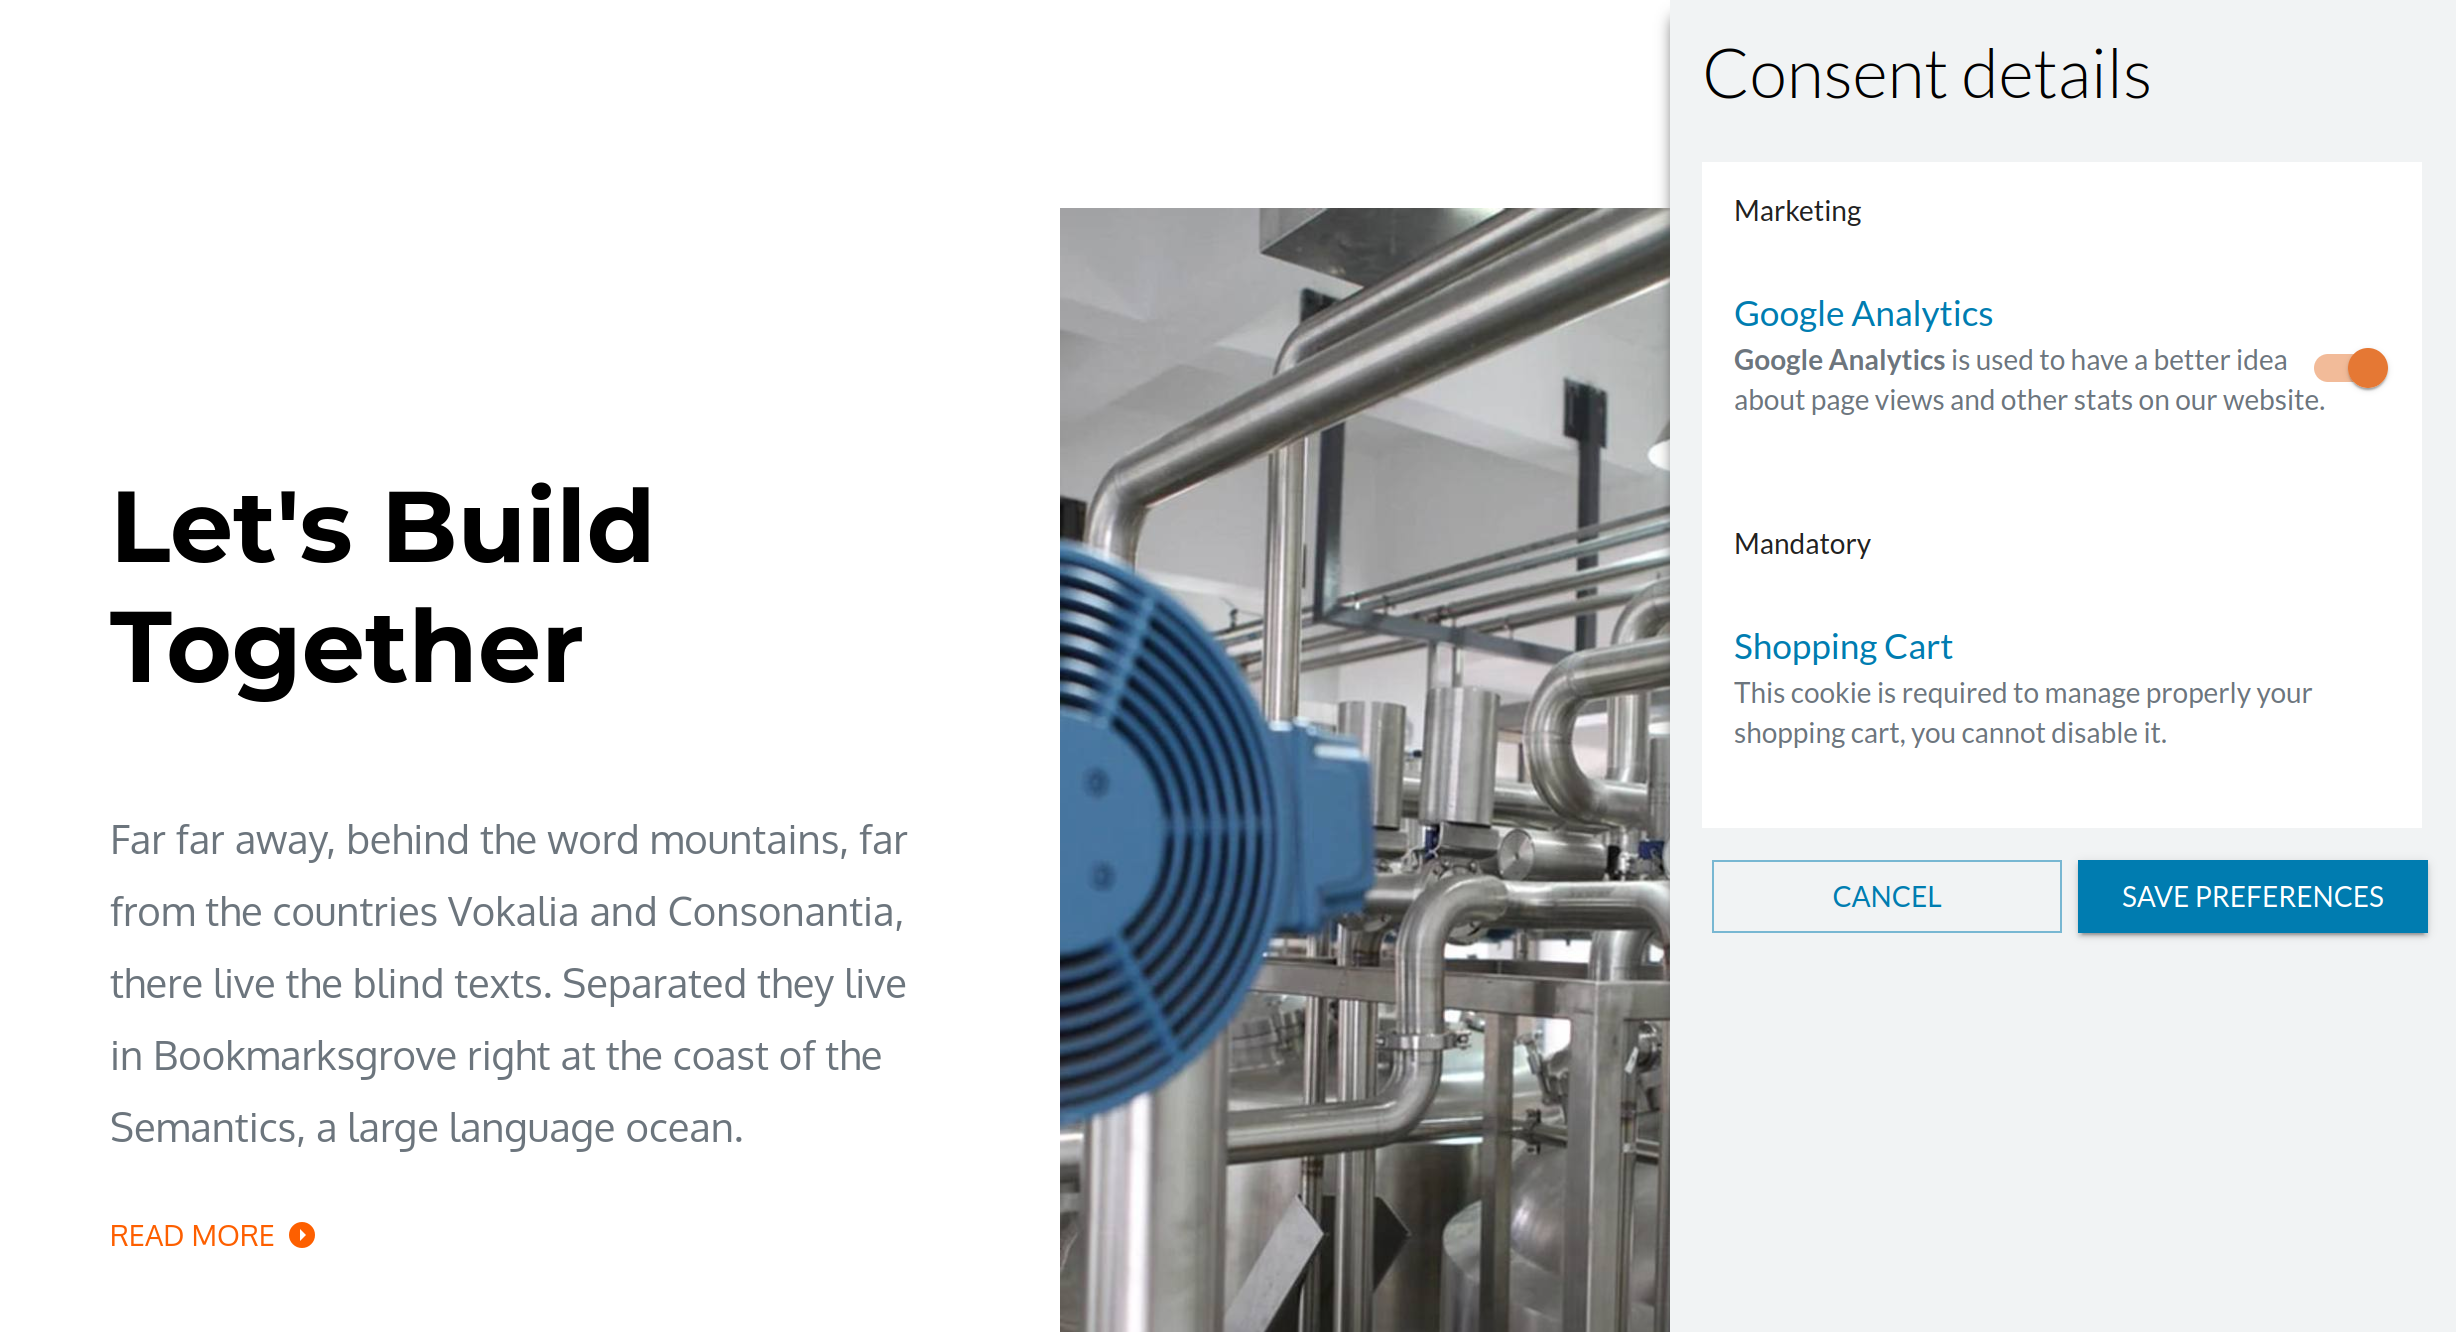 Let's Build
Together
Far far away, behind the word mountains, far
from the countries Vokalia and Consonantia,
there live the blind texts. Separated they live
in Bookmarksgrove right at the coast of the
Semantics, a large language ocean.
READ MORE
Consent details
Marketing
Google Analytics
Google Analytics is used to have a better idea
about page views and other stats on our website.
Mandatory
Shopping Cart
This cookie is required to manage properly your
shopping cart, you cannot disable it.
CANCEL
SAVE PREFERENCES